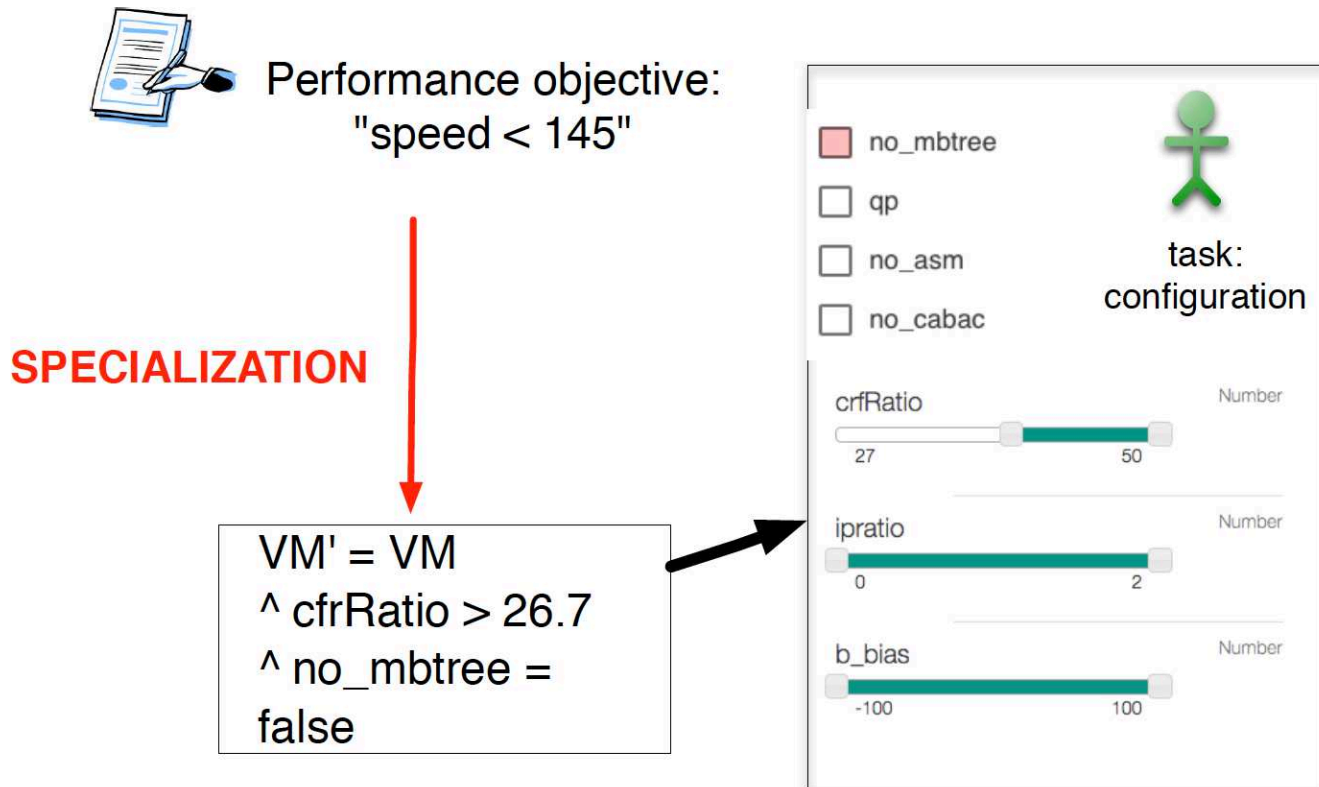 Performance objective:
"speed < 145"
SPECIALIZATION
VM' = VM
^ cfrRatio > 26.7
^ no_mbtree =
false
no_mbtree
qp
no_asm
no_cabac
task:
configuration
crfRatio
Number
27
50
ipratio
Number
0
2
b_bias
Number
-100
100